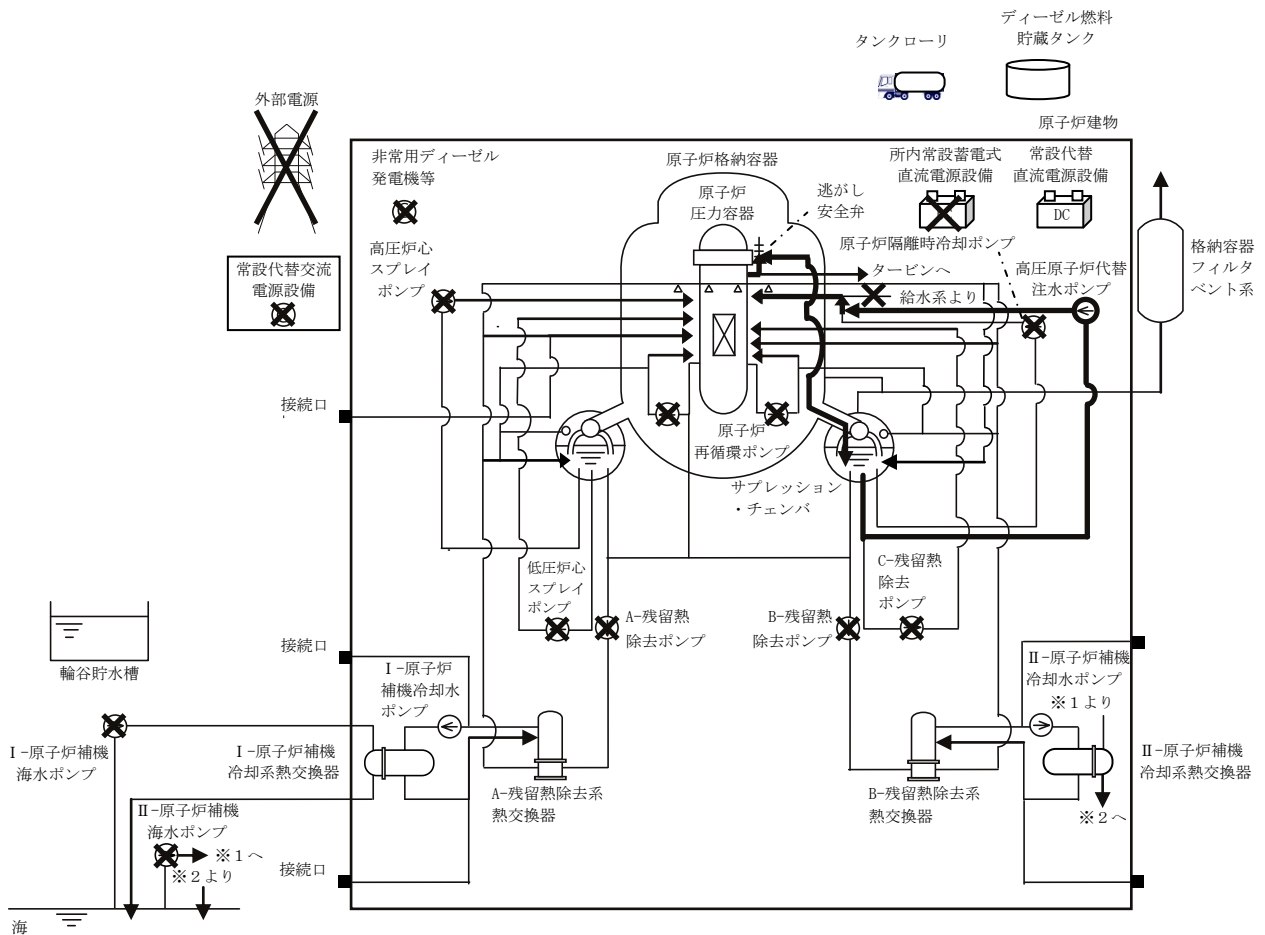 ディーゼル燃料
貯蔵タンク
タンクローリ
外部電源
原子炉建物
非常用ディーゼル
発電機等
原子炉格納容器
原子炉
圧力容器
逃がし
安全弁
所内常設蓄電式
直流電源設備
常設代替
直流電源設備
DC
高圧炉心
スプレイ
ポンプ
原子炉隔離時冷却ポンプ
常設代替交流
電源設備
タービンへ
給水系より
高圧原子炉代替
注水ポンプ
格納容器
フィルタ
ベント系
接続口
原子炉
再循環ポンプ
サプレッション
・チェンバ
低圧炉心
スプレイ
ポンプ
C-残留熱
除去
ポンプ
A-残留熱
除去ポンプ
B-残留熱
除去ポンプ
接続口
輪谷貯水槽
Ⅰ-原子炉
補機冷却水
ポンプ
Ⅱ-原子炉補機
冷却水ポンプ
※1より
Ⅰ-原子炉補機
海水ポンプ
Ⅰ-原子炉補機
冷却系熱交換器
Ⅱ-原子炉補機
冷却系熱交換器
A-残留熱除去系
熱交換器
B-残留熱除去系
熱交換器
※2へ
Ⅱ-原子炉補機
海水ポンプ
※1へ
※2より
接続口
海